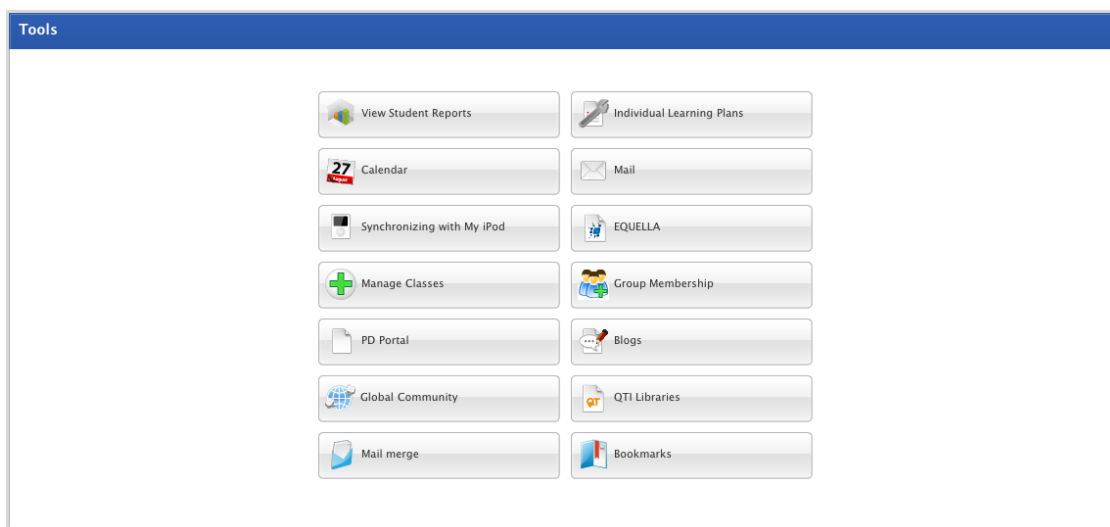 Tools
View Student Reports
Individual Learning Plans
27
Calendar
Mail
Synchronizing with My iPod
EQUELLA
Manage Classes
Group Membership
PD Portal
Blogs
Global Community
QT
QTI Libraries
Mail merge
Bookmarks